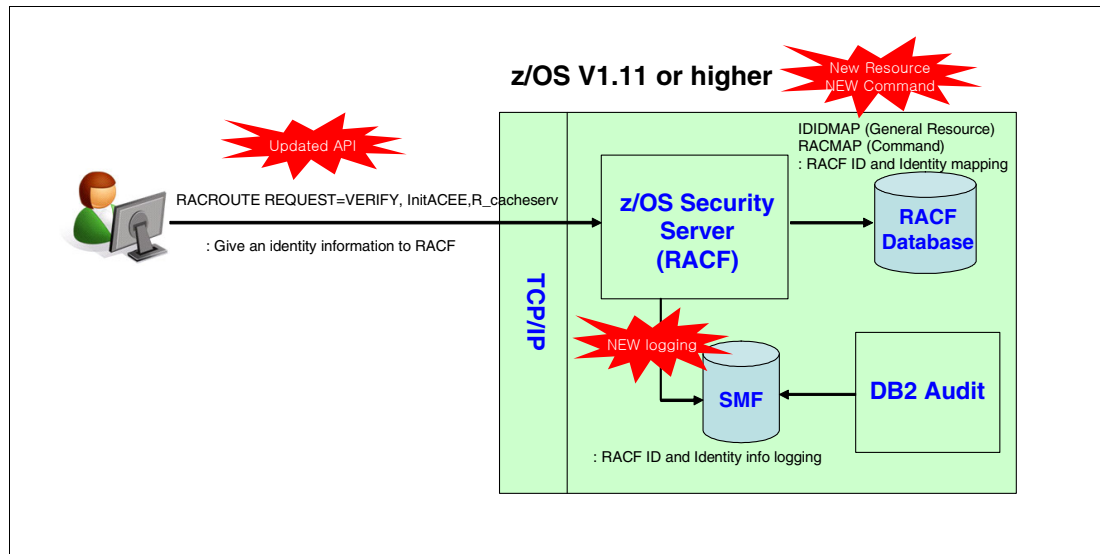 z/OS V1.11 or higher
New Resource
NEW Command
Updated API
IDIDMAP (General Resource)
RACMAP (Command)
: RACF ID and Identity mapping
RACROUTE REQUEST=VERIFY, InitACEE,R_cacheserv
: Give an identity information to RACF
TCP/IP
z/OS Security
Server
(RACF)
RACF
Database
NEW logging
SMF
DB2 Audit
: RACF ID and Identity info logging